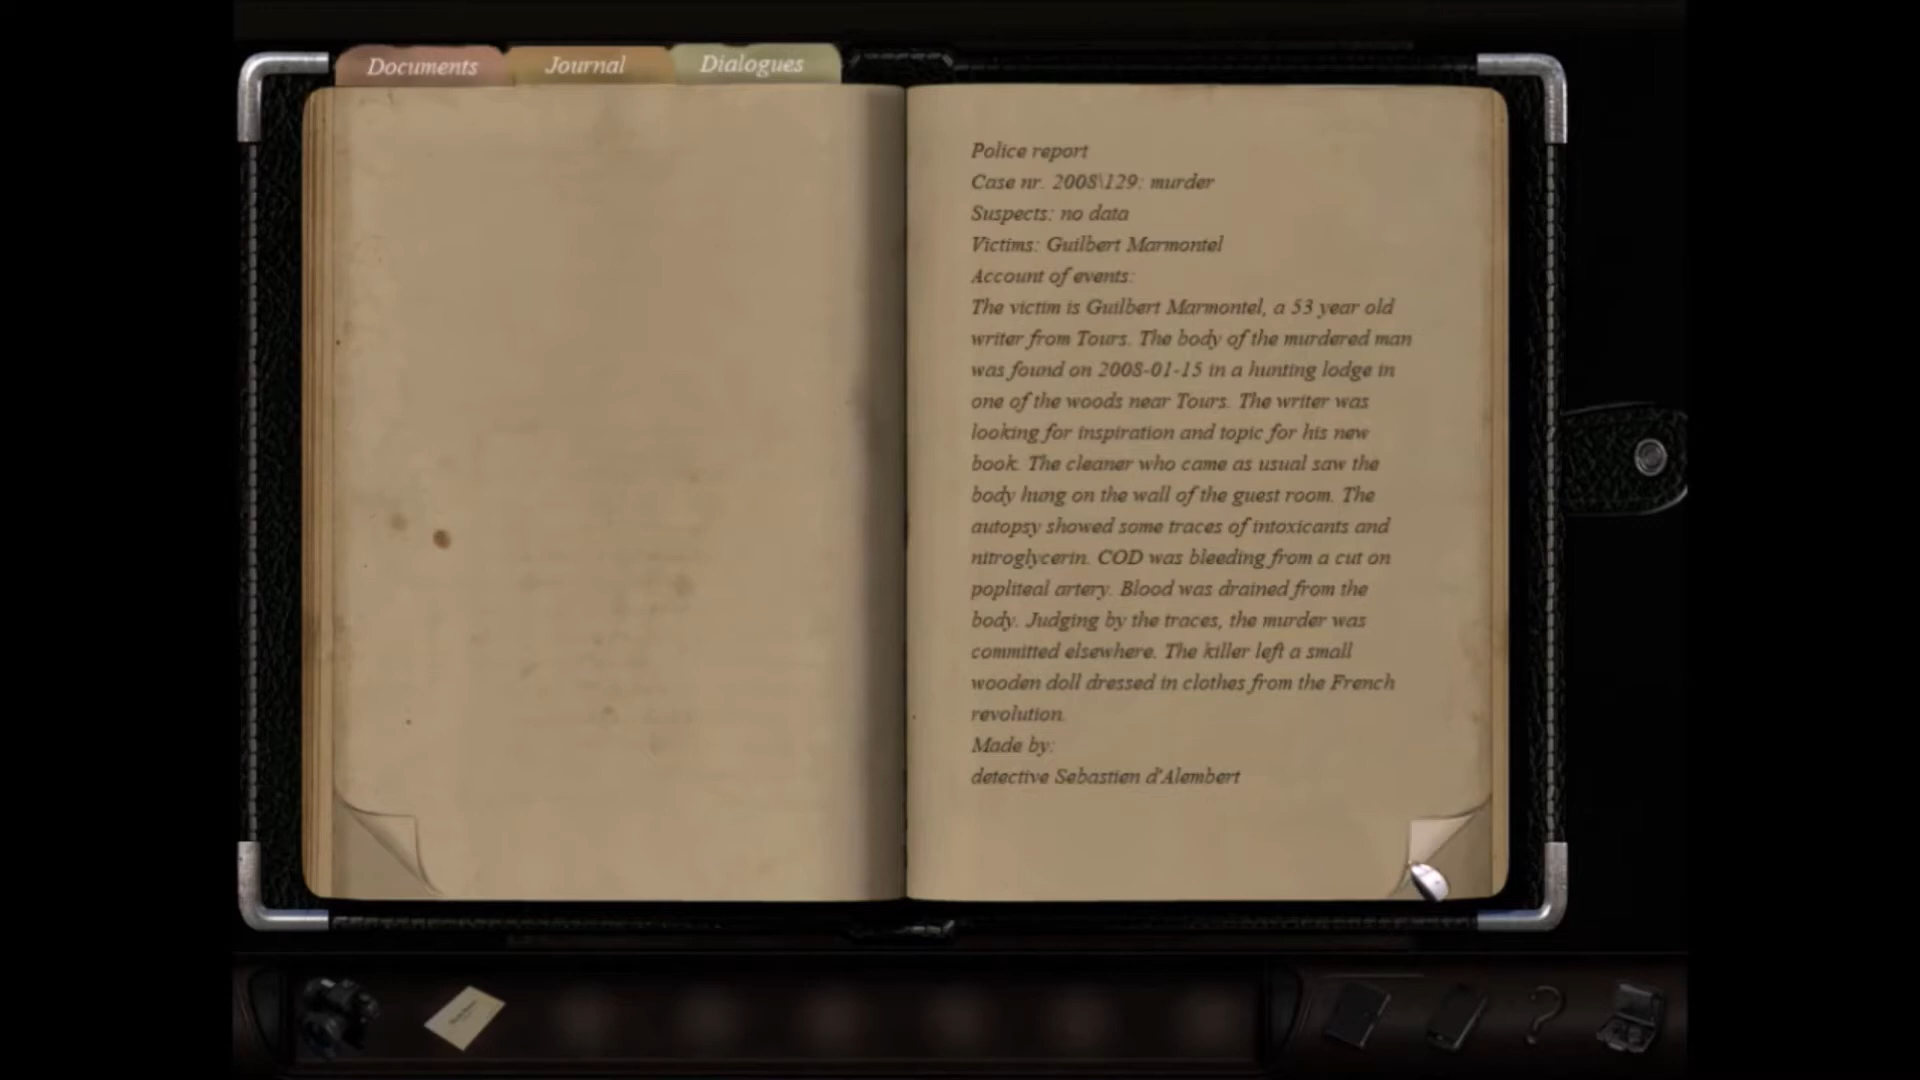 Documents
Journal
Dialogues
Police report
Case nr. 2008\129: murder
Suspects: no data
Victims: Guilbert Marmontel
Account of events:
The victim is Guilbert Marmontel, a 53 year old
writer from Tours. The body of the murdered man
was found on 2008-01-15 in a hunting lodge in
one of the woods near Tours. The writer was
looking for inspiration and topic for his new
book. The cleaner who came as usual saw the
body hung on the wall of the guest room. The
autopsy showed some traces of intoxicants and
nitroglycerin. COD was bleeding from a cut on
popliteal artery. Blood was drained from the
body. Judging by the traces, the murder was
committed elsewhere. The killer left a small
wooden doll dressed in clothes from the French
revolution.
Made by:
detective Sebastien d'Alembert